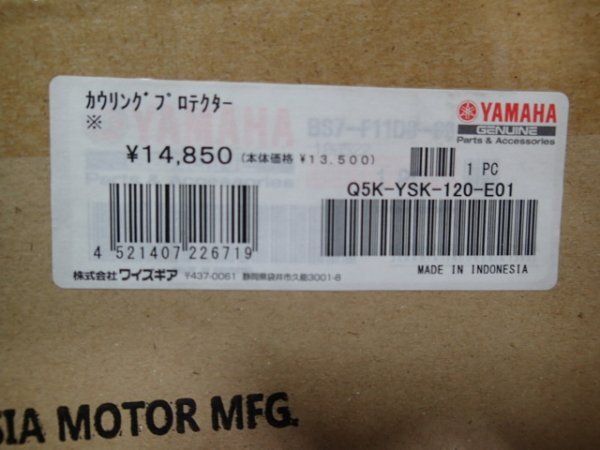 ｶｳﾘﾝｸﾞﾌﾟﾛﾃｸﾀｰ
※
YAMAHA
GENUINE
Parts & Accessories
¥14,850 (本体価格 ¥13,500)
1 PC
Q5K-YSK-120-E01
4 521407 226719
株式会社 ワイズギア 〒437-0061 静岡県袋井市久能3001-8
MADE IN INDONESIA
SIA MOTOR MFG.